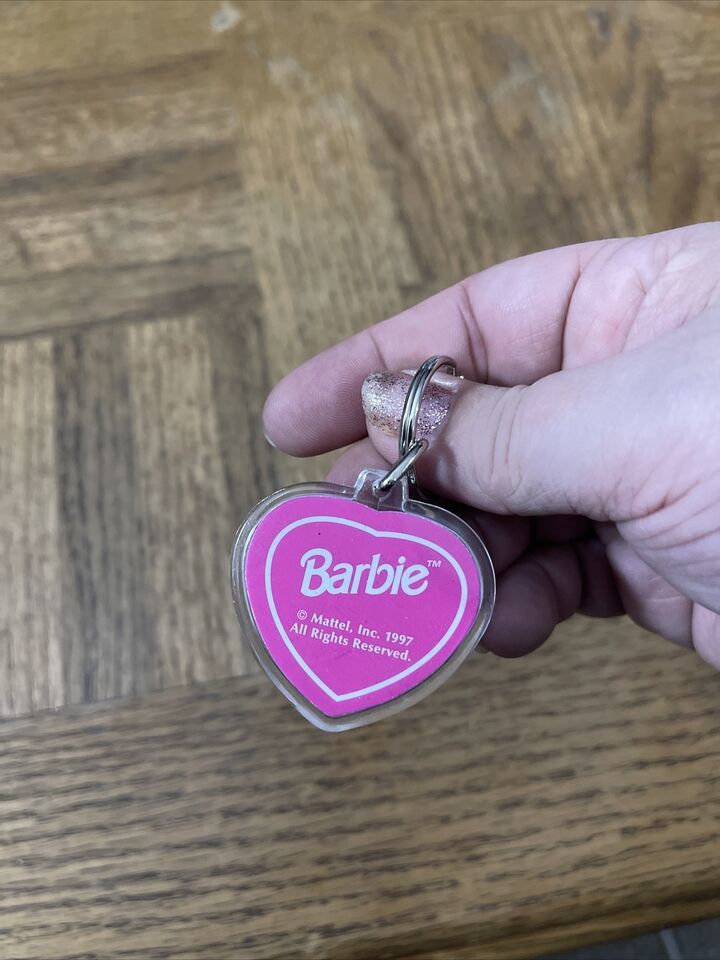 Barbie™
© Mattel, Inc. 1997
All Rights Reserved.